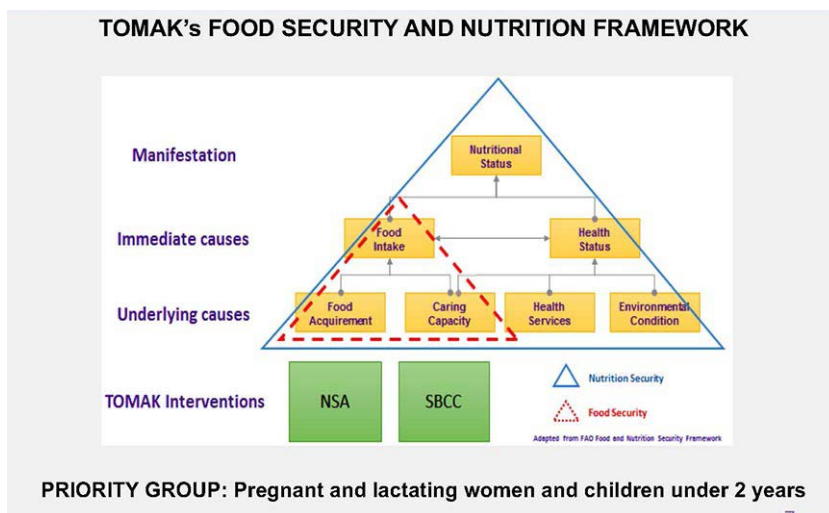 TOMAK's FOOD SECURITY AND NUTRITION FRAMEWORK
Manifestation
Nutritional
Status
Immediate causes
Food
Intake
Health
Status
Underlying causes
Food
Acquirement
Caring
Capacity
Health
Services
Environmental
Condition
TOMAK Interventions
NSA
SBCC
Nutrition Security
Food Security
Adapted from FAO Food and Nutrition Security Framework
PRIORITY GROUP: Pregnant and lactating women and children under 2 years